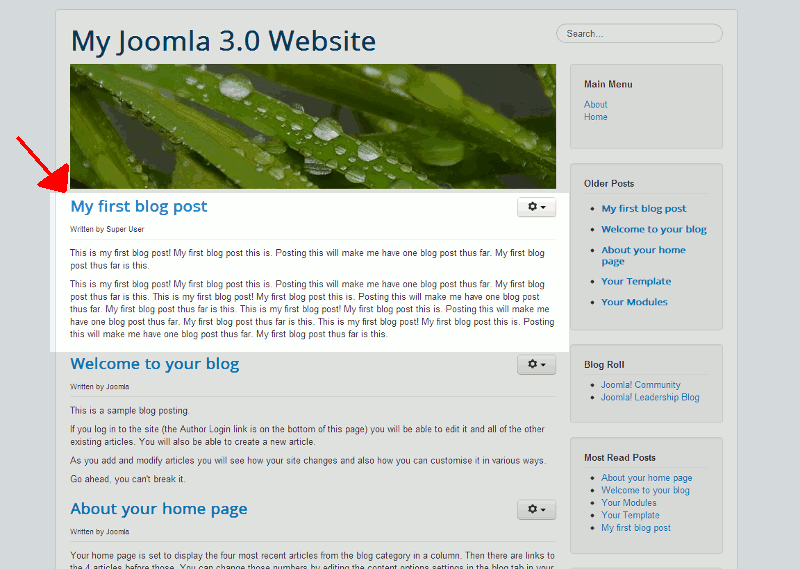 My Joomla 3.0 Website
Search...
My first blog post
Written by Super User
This is my first blog post! My first blog post this is. Posting this will make me have one blog post thus far. My first blog
post thus far is this.
This is my first blog post! My first blog post this is. Posting this will make me have one blog post thus far. My first blog
post thus far is this. This is my first blog post! My first blog post this is. Posting this will make me have one blog post
thus far. My first blog post thus far is this. This is my first blog post! My first blog post this is. Posting this will make me
have one blog post thus far. My first blog post thus far is this. This is my first blog post! My first blog post this is. Posting
this will make me have one blog post thus far. My first blog post thus far is this.
Welcome to your blog
Written by Joomla
This is a sample blog posting.
If you log in to the site (the Author Login link is on the bottom of this page) you will be able to edit it and all of the other
existing articles. You will also be able to create a new article.
As you add and modify articles you will see how your site changes and also how you can customise it in various ways.
Go ahead, you can't break it.
About your home page
Written by Joomla
Your home page is set to display the four most recent articles from the blog category in a column. Then there are links to
the 4 articles before those. You can change those numbers by editing the content options settings in the blog tab in your
Main Menu
About
Home
Older Posts
My first blog post
Welcome to your blog
About your home
page
Your Template
Your Modules
Blog Roll
Joomla! Community
Joomla! Leadership Blog
Most Read Posts
About your home page
Welcome to your blog
Your Modules
Your Template
My first blog post